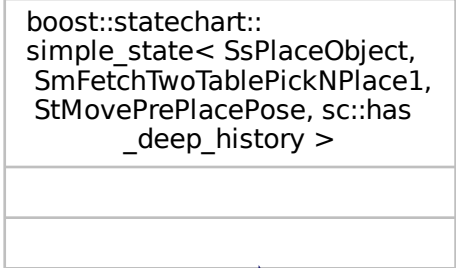 boost::statechart::
simple_state< SsPlaceObject,
SmFetchTwoTablePickNPlace1,
StMovePrePlacePose, sc::has
_deep_history >